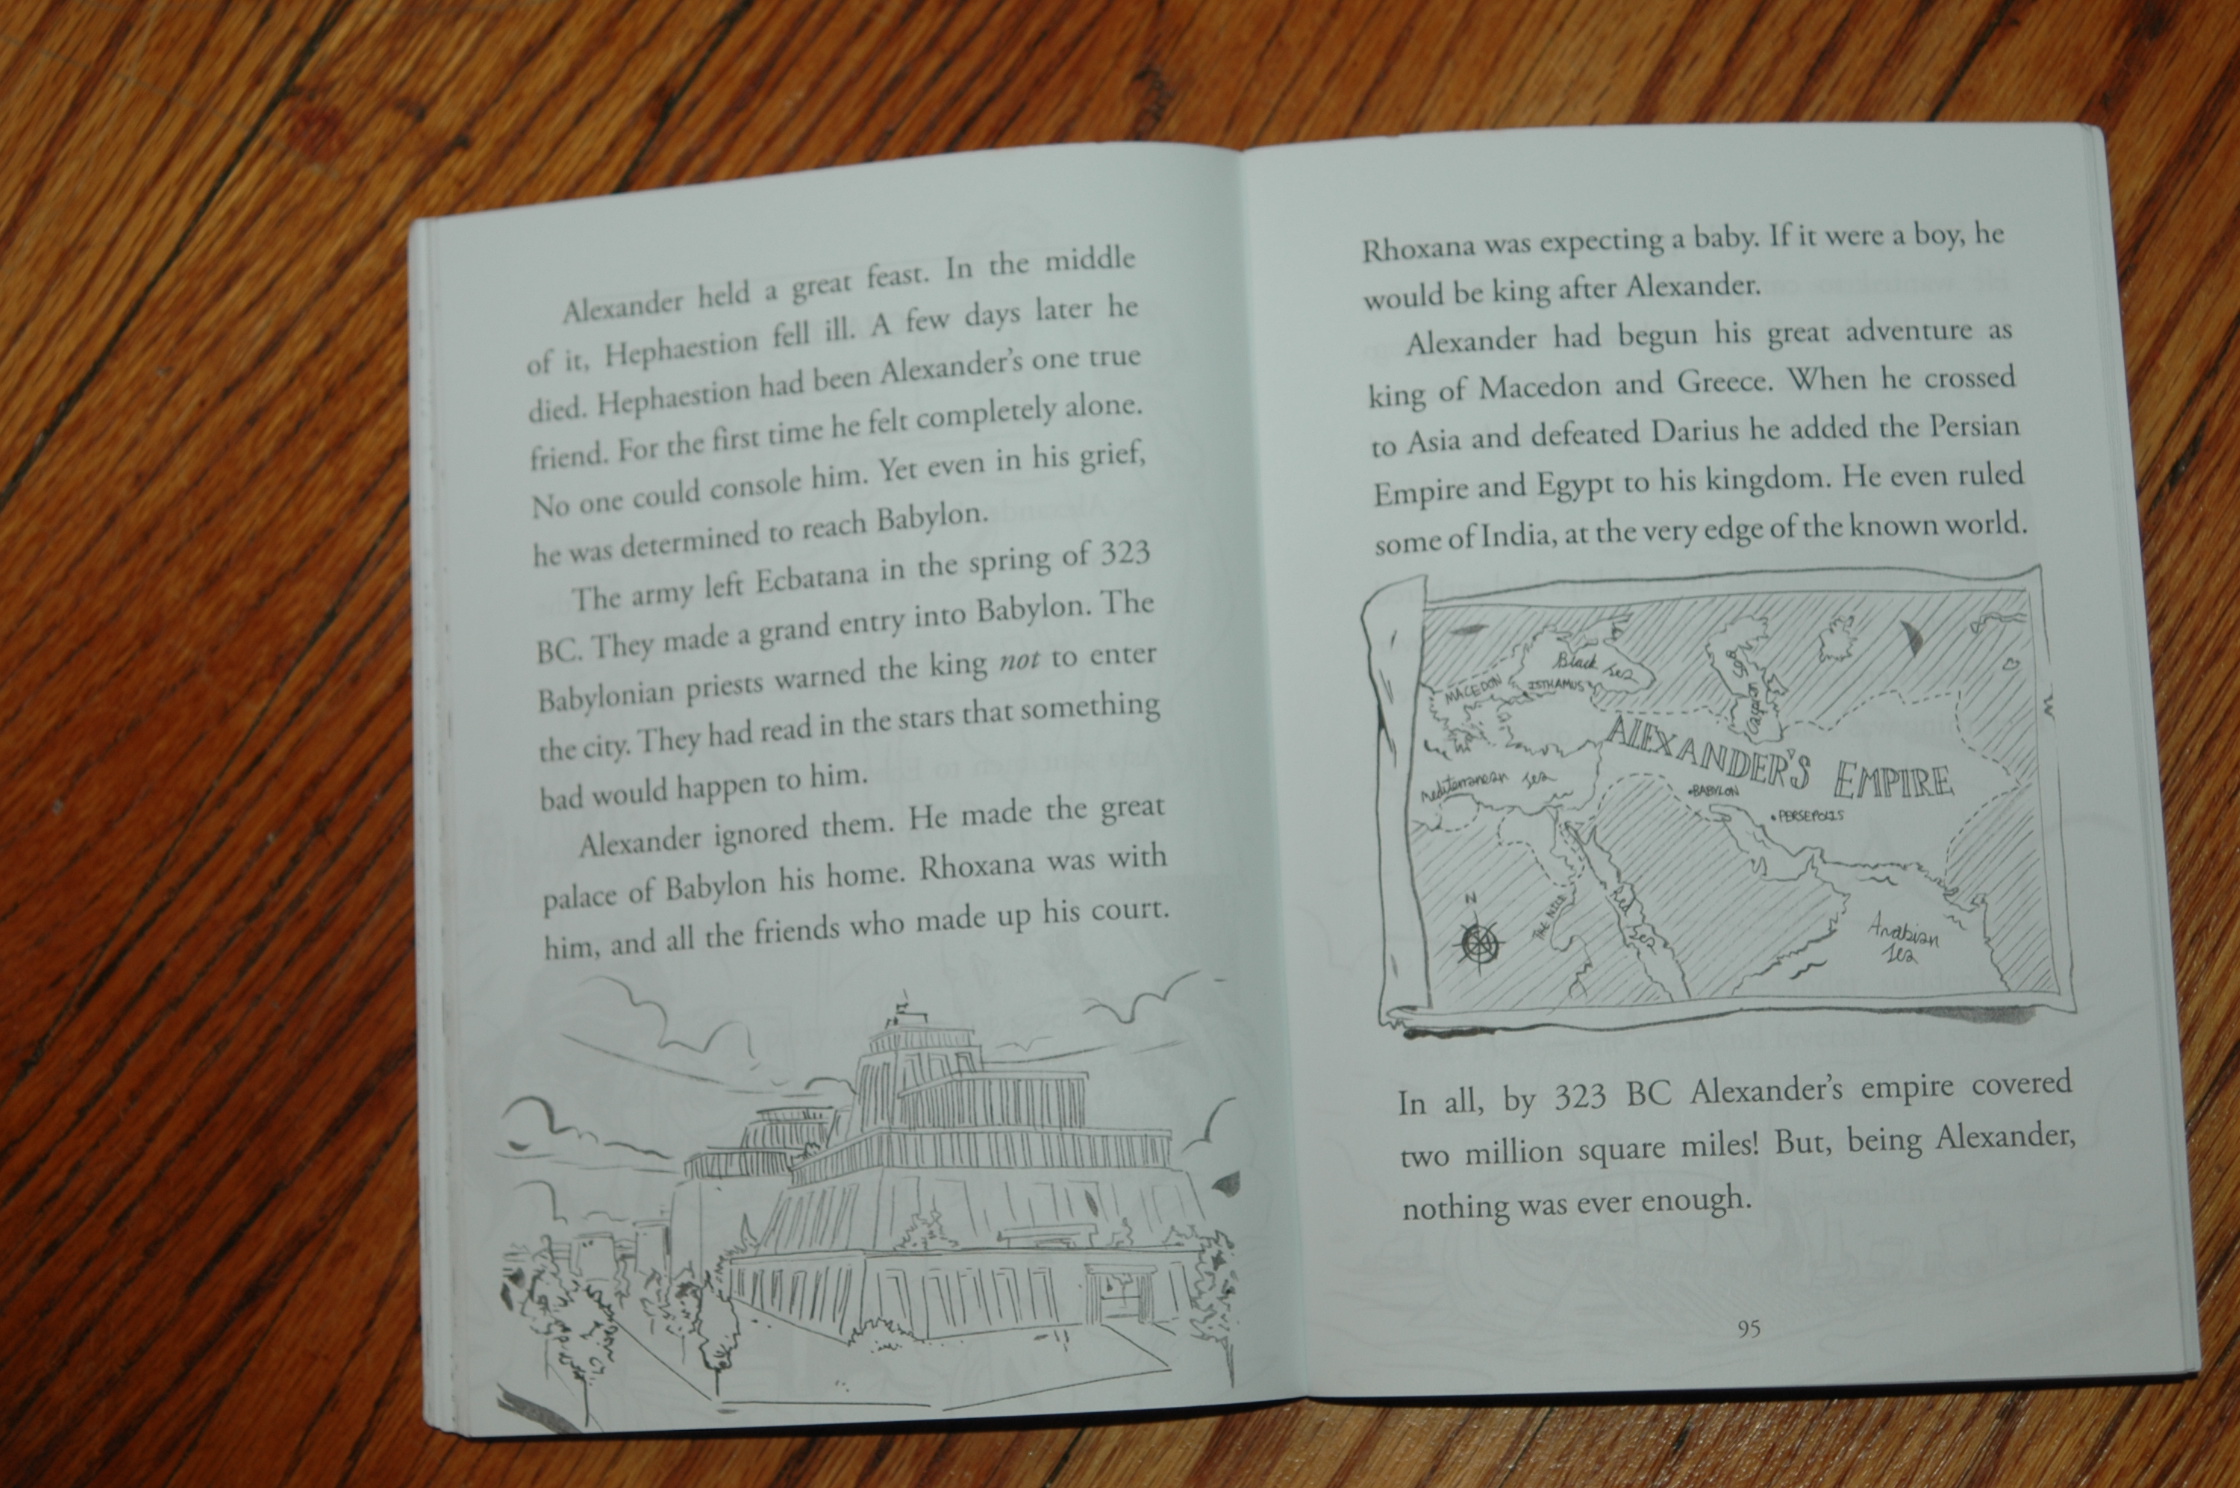 Alexander held a great feast. In the middle
of it, Hephaestion fell ill. A few days later he
died. Hephaestion had been Alexander's one true
friend. For the first time he felt completely alone.
No one could console him. Yet even in his grief,
he was determined to reach Babylon.
The army left Ecbatana in the spring of 323
BC. They made a grand entry into Babylon. The
Babylonian priests warned the king not to enter
the city. They had read in the stars that something
bad would happen to him.
Alexander ignored them. He made the great
palace of Babylon his home. Rhoxana was with
him, and all the friends who made up his court.
Rhoxana was expecting a baby. If it were a boy, he
would be king after Alexander.
Alexander had begun his great adventure as
king of Macedon and Greece. When he crossed
to Asia and defeated Darius he added the Persian
Empire and Egypt to his kingdom. He even ruled
some of India, at the very edge of the known world.
Black Sea
MACEDON
ISTHAMUS
ALEXANDER'S EMPIRE
Mediterranean Sea
BABYLON
PERSEPOLIS
THE NILE
Red Sea
Arabian
Sea
N
In all, by 323 BC Alexander's empire covered
two million square miles! But, being Alexander,
nothing was ever enough.
95